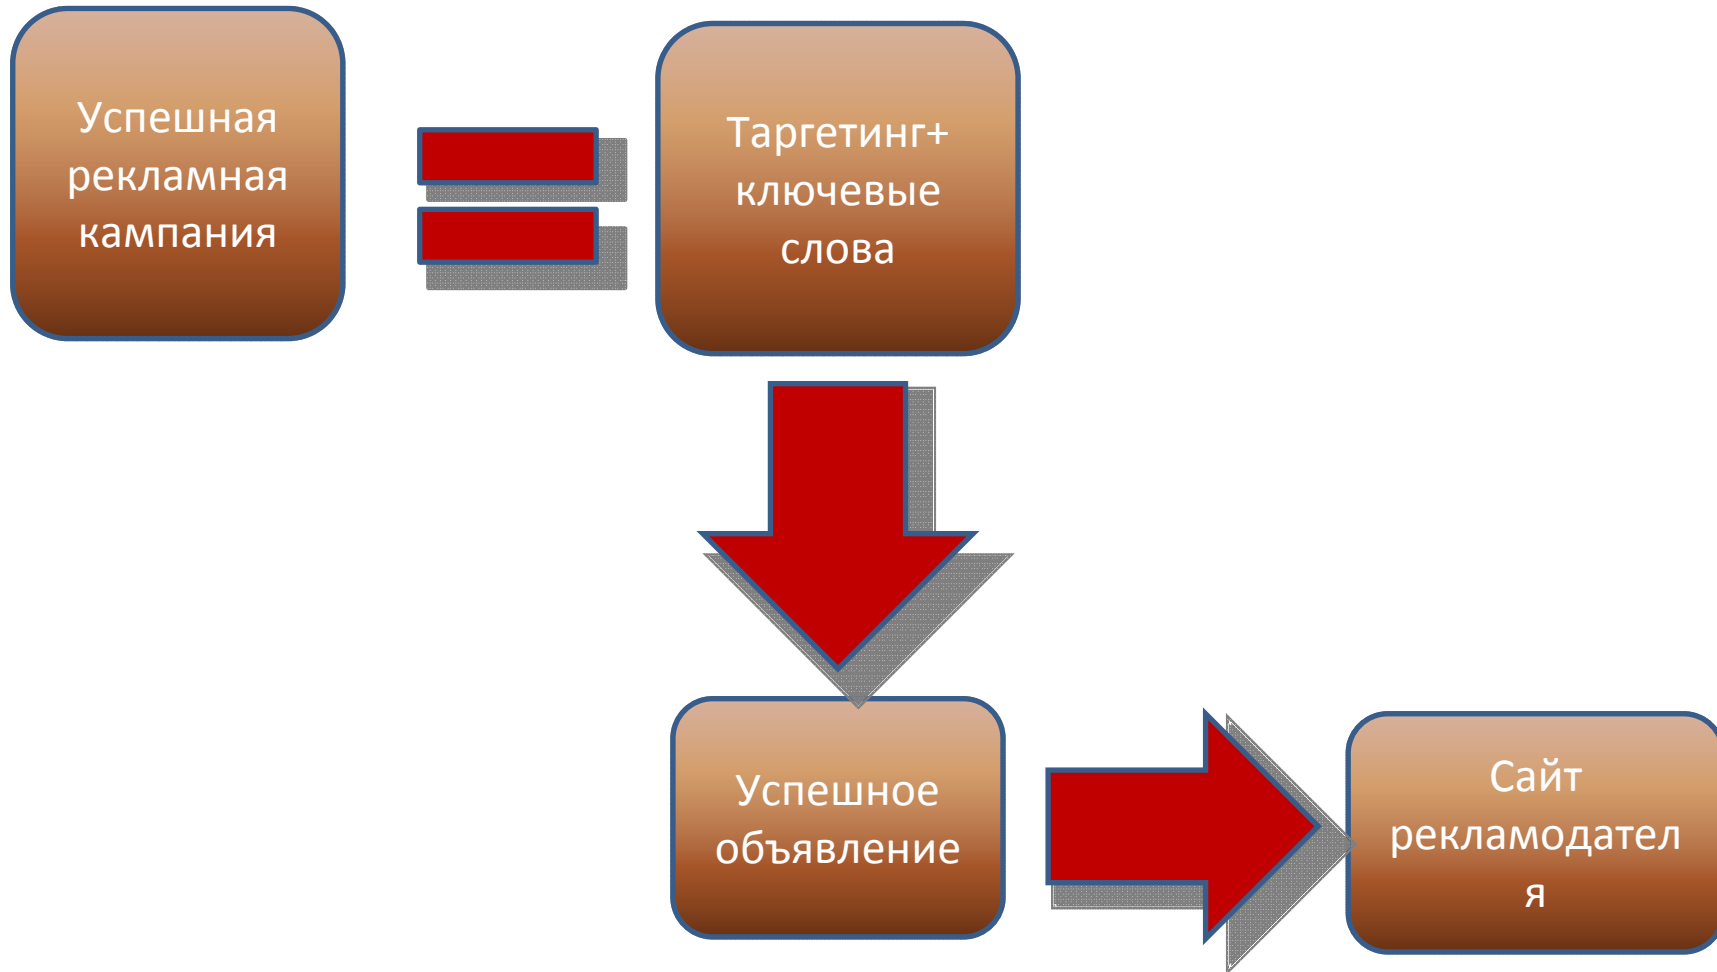 Успешная
рекламная
кампания
Таргетинг+
ключевые
слова
Успешное
объявление
Сайт
рекламодател
я